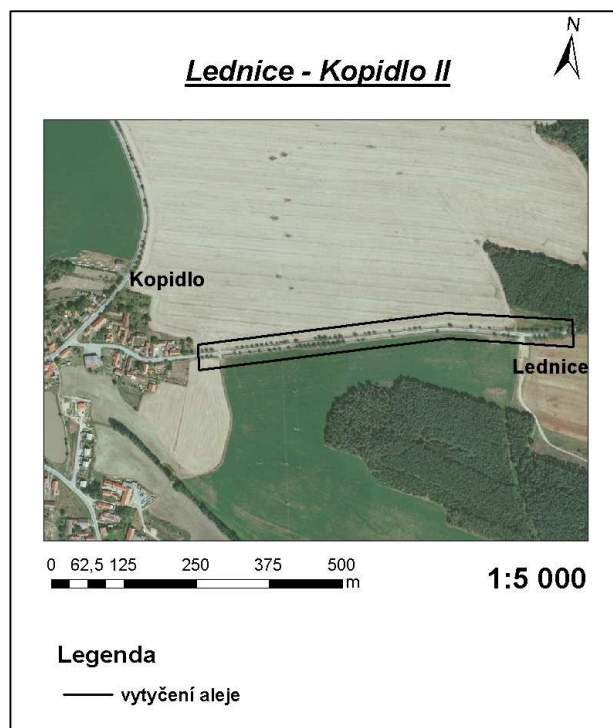 N
Lednice - Kopidlo II
Kopidlo
Lednice
0 62,5 125 250 375 500
m
1:5 000
Legenda
vytyčení aleje